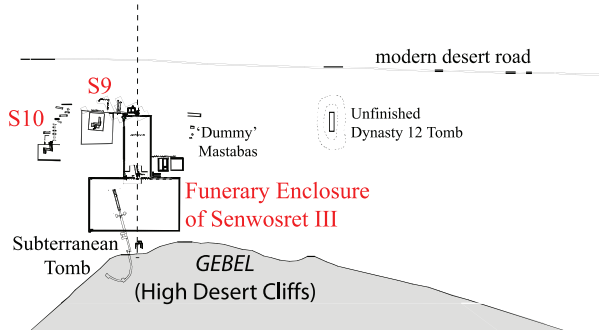 modern desert road
S9
S10
Unfinished
Dynasty 12 Tomb
‘Dummy’
Mastabas
Funerary Enclosure
of Senwosret III
Subterranean
Tomb
GEBEL
(High Desert Cliffs)